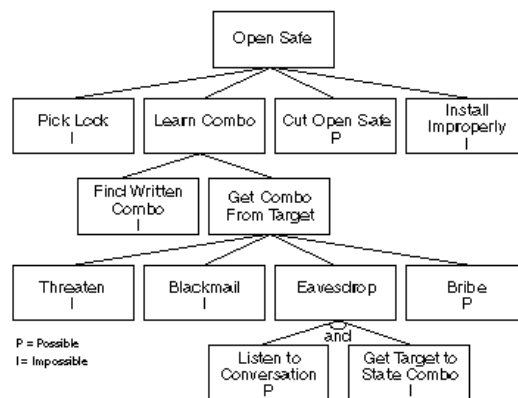 Open Safe
Pick Lock
I
Learn Combo
Cut Open Safe
P
Install
Improperly
I
Find Written
Combo
I
Get Combo
From Target
Threaten
I
Blackmail
I
Eavesdrop
Bribe
P
P = Possible
I = Impossible
and
Listen to
Conversation
P
Get Target to
State Combo
I